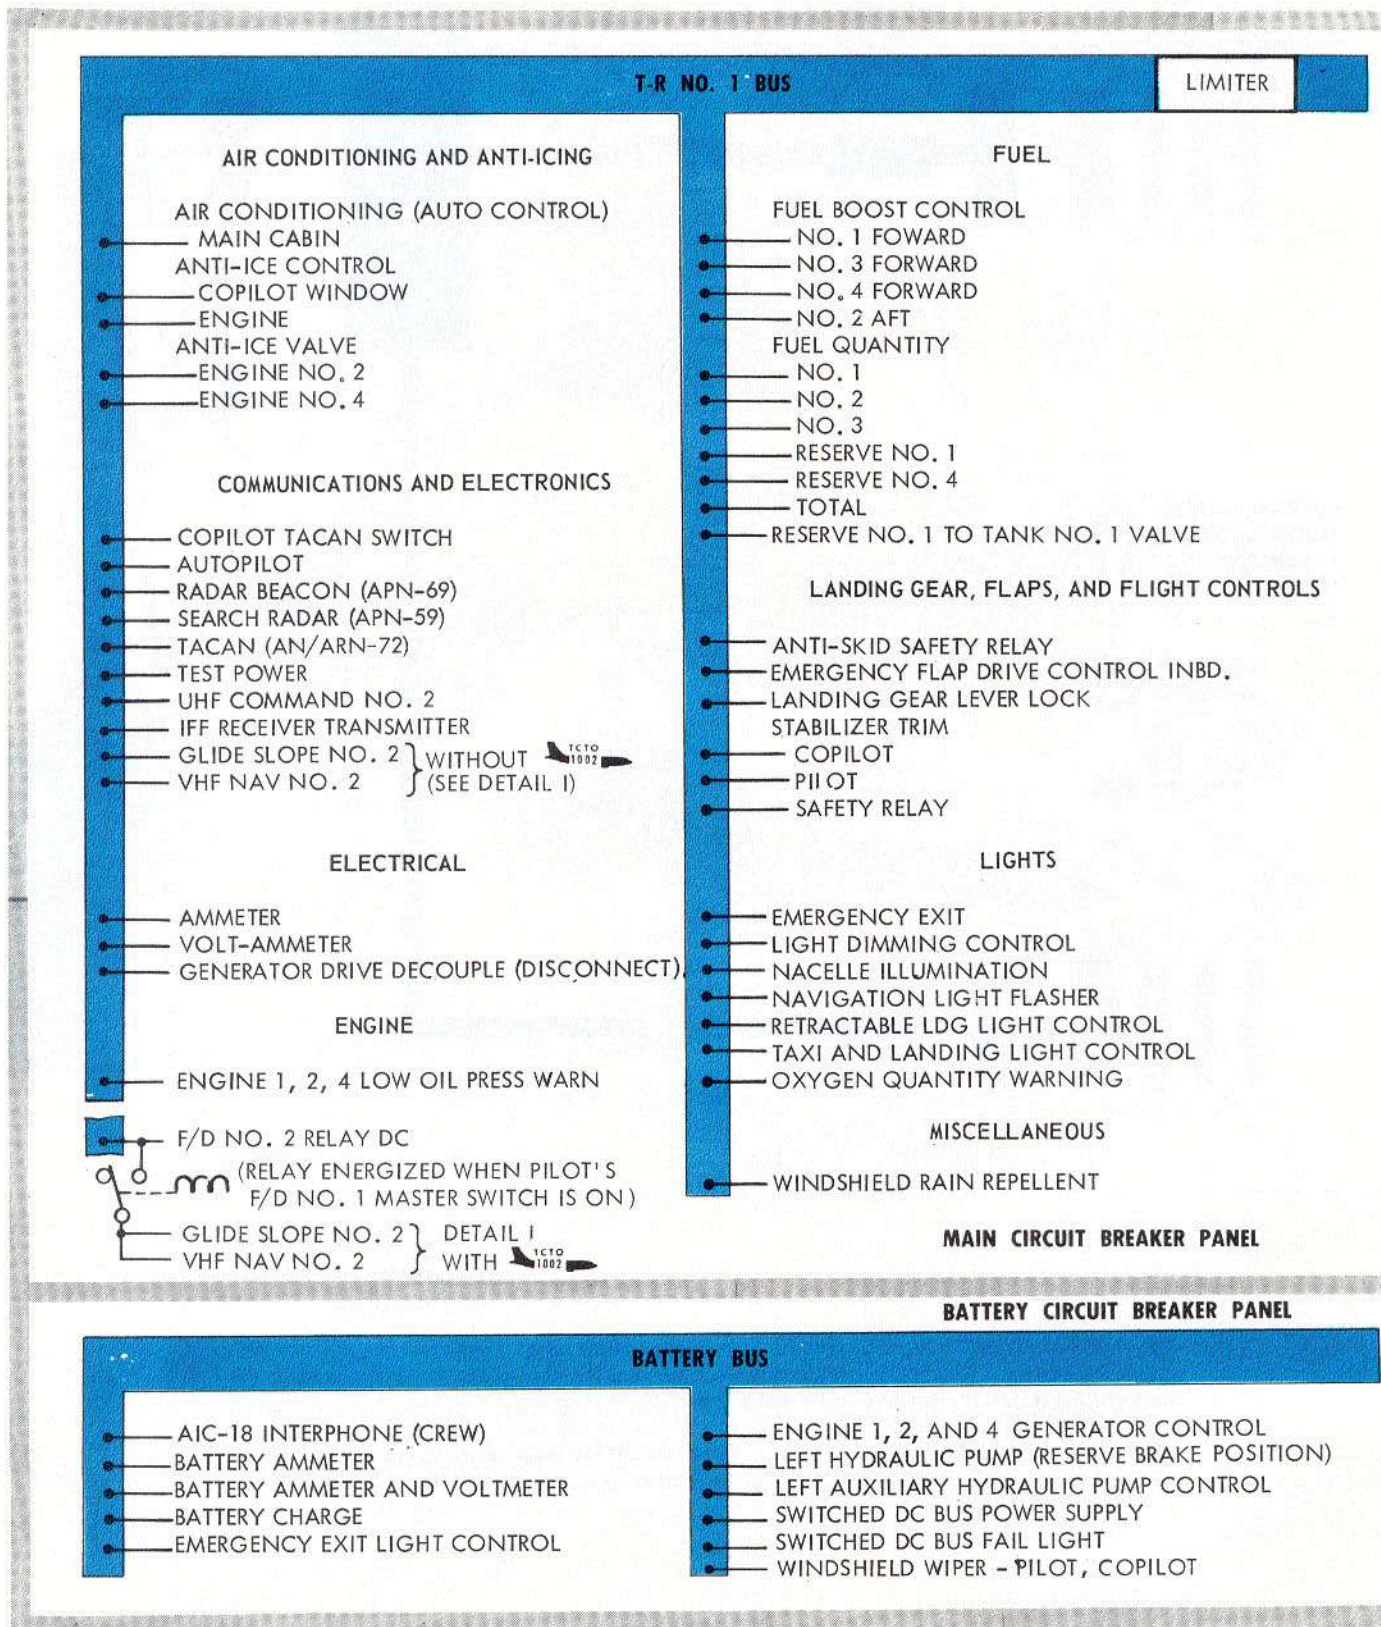 T-R NO. 1 BUS
LIMITER
AIR CONDITIONING AND ANTI-ICING
AIR CONDITIONING (AUTO CONTROL)
MAIN CABIN
ANTI-ICE CONTROL
COPILOT WINDOW
ENGINE
ANTI-ICE VALVE
ENGINE NO. 2
ENGINE NO. 4
COMMUNICATIONS AND ELECTRONICS
COPILOT TACAN SWITCH
AUTOPILOT
RADAR BEACON (APN-69)
SEARCH RADAR (APN-59)
TACAN (AN/ARN-72)
TEST POWER
UHF COMMAND NO. 2
IFF RECEIVER TRANSMITTER
GLIDE SLOPE NO. 2
VHF NAV NO. 2
WITHOUT TCTO 1002
(SEE DETAIL I)
ELECTRICAL
AMMETER
VOLT-AMMETER
GENERATOR DRIVE DECOUPLE (DISCONNECT)
ENGINE
ENGINE 1, 2, 4 LOW OIL PRESS WARN
F/D NO. 2 RELAY DC
(RELAY ENERGIZED WHEN PILOT'S
F/D NO. 1 MASTER SWITCH IS ON)
GLIDE SLOPE NO. 2
VHF NAV NO. 2
DETAIL I
WITH TCTO 1002
FUEL
FUEL BOOST CONTROL
NO. 1 FOWARD
NO. 3 FORWARD
NO. 4 FORWARD
NO. 2 AFT
FUEL QUANTITY
NO. 1
NO. 2
NO. 3
RESERVE NO. 1
RESERVE NO. 4
TOTAL
RESERVE NO. 1 TO TANK NO. 1 VALVE
LANDING GEAR, FLAPS, AND FLIGHT CONTROLS
ANTI-SKID SAFETY RELAY
EMERGENCY FLAP DRIVE CONTROL INBD.
LANDING GEAR LEVER LOCK
STABILIZER TRIM
COPILOT
PILOT
SAFETY RELAY
LIGHTS
EMERGENCY EXIT
LIGHT DIMMING CONTROL
NACELLE ILLUMINATION
NAVIGATION LIGHT FLASHER
RETRACTABLE LDG LIGHT CONTROL
TAXI AND LANDING LIGHT CONTROL
OXYGEN QUANTITY WARNING
MISCELLANEOUS
WINDSHIELD RAIN REPELLENT
MAIN CIRCUIT BREAKER PANEL
BATTERY CIRCUIT BREAKER PANEL
BATTERY BUS
AIC-18 INTERPHONE (CREW)
BATTERY AMMETER
BATTERY AMMETER AND VOLTMETER
BATTERY CHARGE
EMERGENCY EXIT LIGHT CONTROL
ENGINE 1, 2, AND 4 GENERATOR CONTROL
LEFT HYDRAULIC PUMP (RESERVE BRAKE POSITION)
LEFT AUXILIARY HYDRAULIC PUMP CONTROL
SWITCHED DC BUS POWER SUPPLY
SWITCHED DC BUS FAIL LIGHT
WINDSHIELD WIPER - PILOT, COPILOT